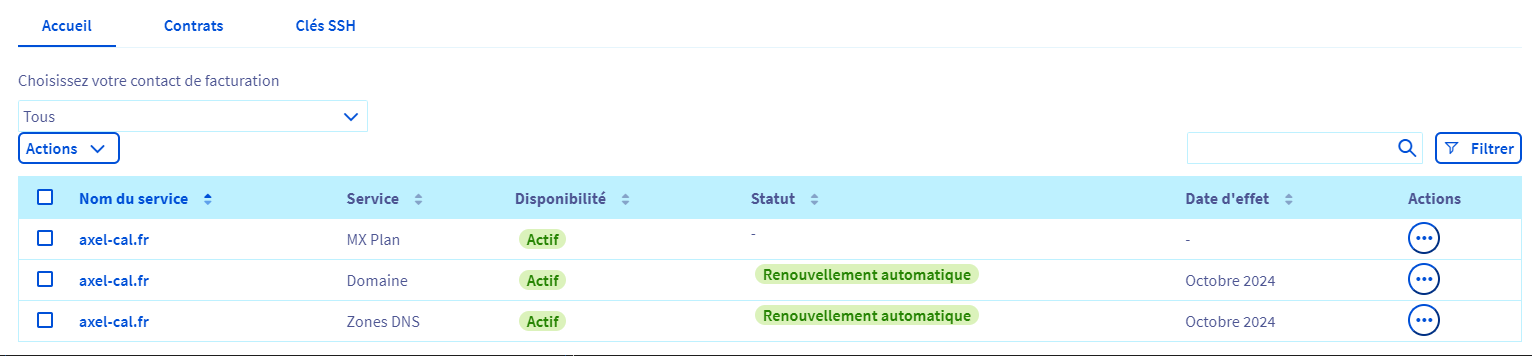 Accueil Contrats Clés SSH
Choisissez votre contact de facturation
Tous
Actions Filtrer
Nom du service Service Disponibilité Statut Date d'effet Actions
axel-cal.fr MX Plan Actif - -
axel-cal.fr Domaine Actif Renouvellement automatique Octobre 2024
axel-cal.fr Zones DNS Actif Renouvellement automatique Octobre 2024